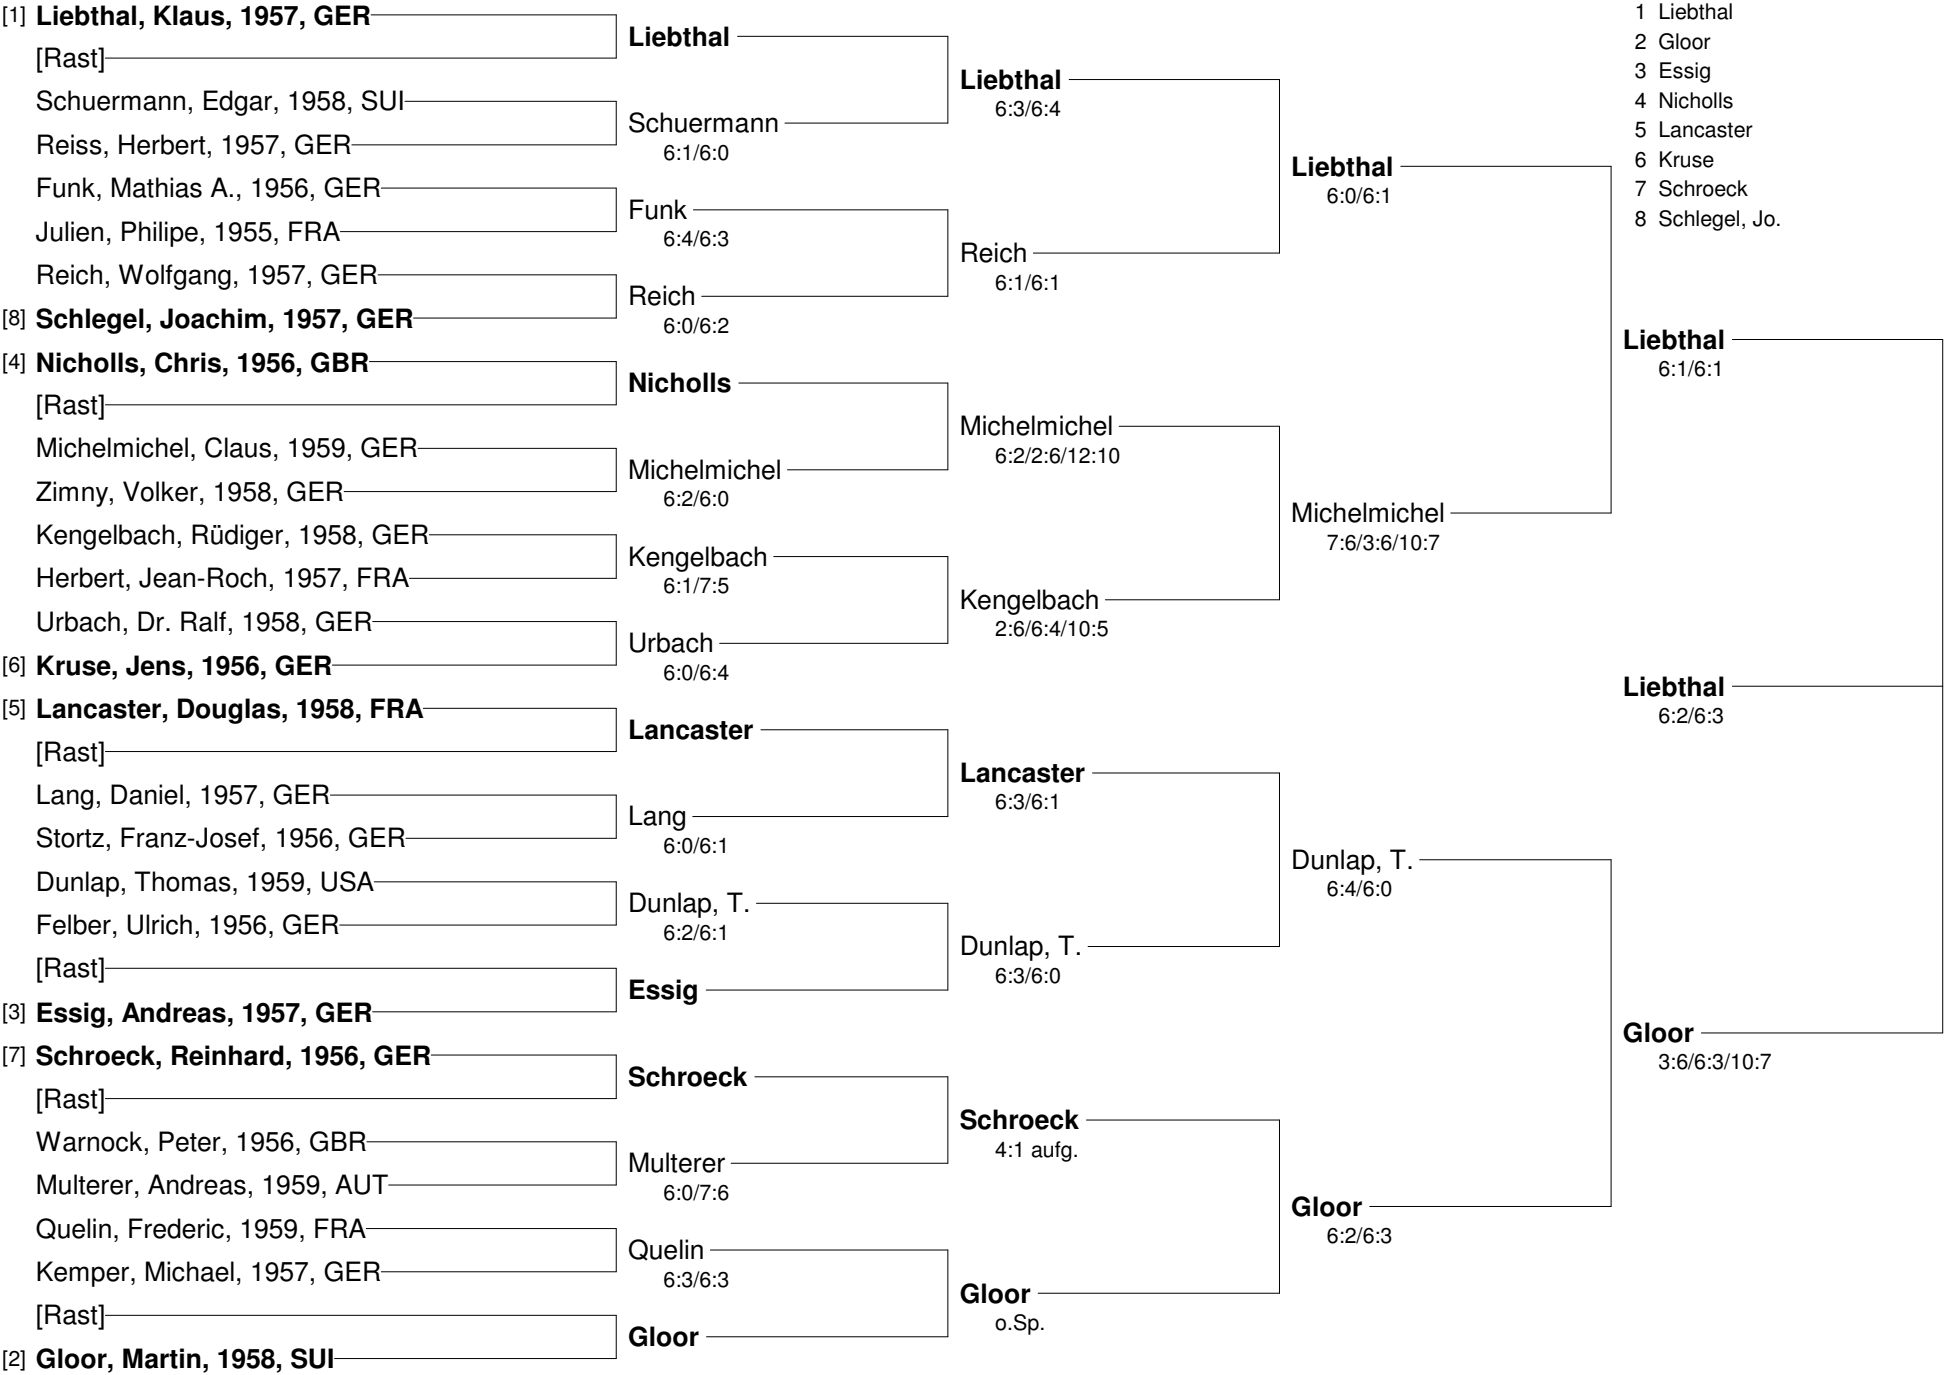 [1] Liebthal, Klaus, 1957, GER
[Rast]
Schuermann, Edgar, 1958, SUI
Reiss, Herbert, 1957, GER
Funk, Mathias A., 1956, GER
Julien, Philipe, 1955, FRA
Reich, Wolfgang, 1957, GER
[8] Schlegel, Joachim, 1957, GER
[4] Nicholls, Chris, 1956, GBR
[Rast]
Michelmichel, Claus, 1959, GER
Zimny, Volker, 1958, GER
Kengelbach, Rüdiger, 1958, GER
Herbert, Jean-Roch, 1957, FRA
Urbach, Dr. Ralf, 1958, GER
[6] Kruse, Jens, 1956, GER
[5] Lancaster, Douglas, 1958, FRA
[Rast]
Lang, Daniel, 1957, GER
Stortz, Franz-Josef, 1956, GER
Dunlap, Thomas, 1959, USA
Felber, Ulrich, 1956, GER
[Rast]
[3] Essig, Andreas, 1957, GER
[7] Schroeck, Reinhard, 1956, GER
[Rast]
Warnock, Peter, 1956, GBR
Multerer, Andreas, 1959, AUT
Quelin, Frederic, 1959, FRA
Kemper, Michael, 1957, GER
[Rast]
[2] Gloor, Martin, 1958, SUI
Liebthal
Schuermann
6:1/6:0
Funk
6:4/6:3
Reich
6:0/6:2
Nicholls
Michelmichel
6:2/6:0
Kengelbach
6:1/7:5
Urbach
6:0/6:4
Lancaster
Lang
6:0/6:1
Dunlap, T.
6:2/6:1
Essig
Schroeck
Multerer
6:0/7:6
Quelin
6:3/6:3
Gloor
Liebthal
6:3/6:4
Reich
6:1/6:1
Michelmichel
6:2/2:6/12:10
Kengelbach
2:6/6:4/10:5
Lancaster
6:3/6:1
Dunlap, T.
6:3/6:0
Schroeck
4:1 aufg.
Gloor
o.Sp.
Liebthal
6:0/6:1
Michelmichel
7:6/3:6/10:7
Dunlap, T.
6:4/6:0
Gloor
6:2/6:3
1 Liebthal
2 Gloor
3 Essig
4 Nicholls
5 Lancaster
6 Kruse
7 Schroeck
8 Schlegel, Jo.
Liebthal
6:1/6:1
Liebthal
6:2/6:3
Gloor
3:6/6:3/10:7